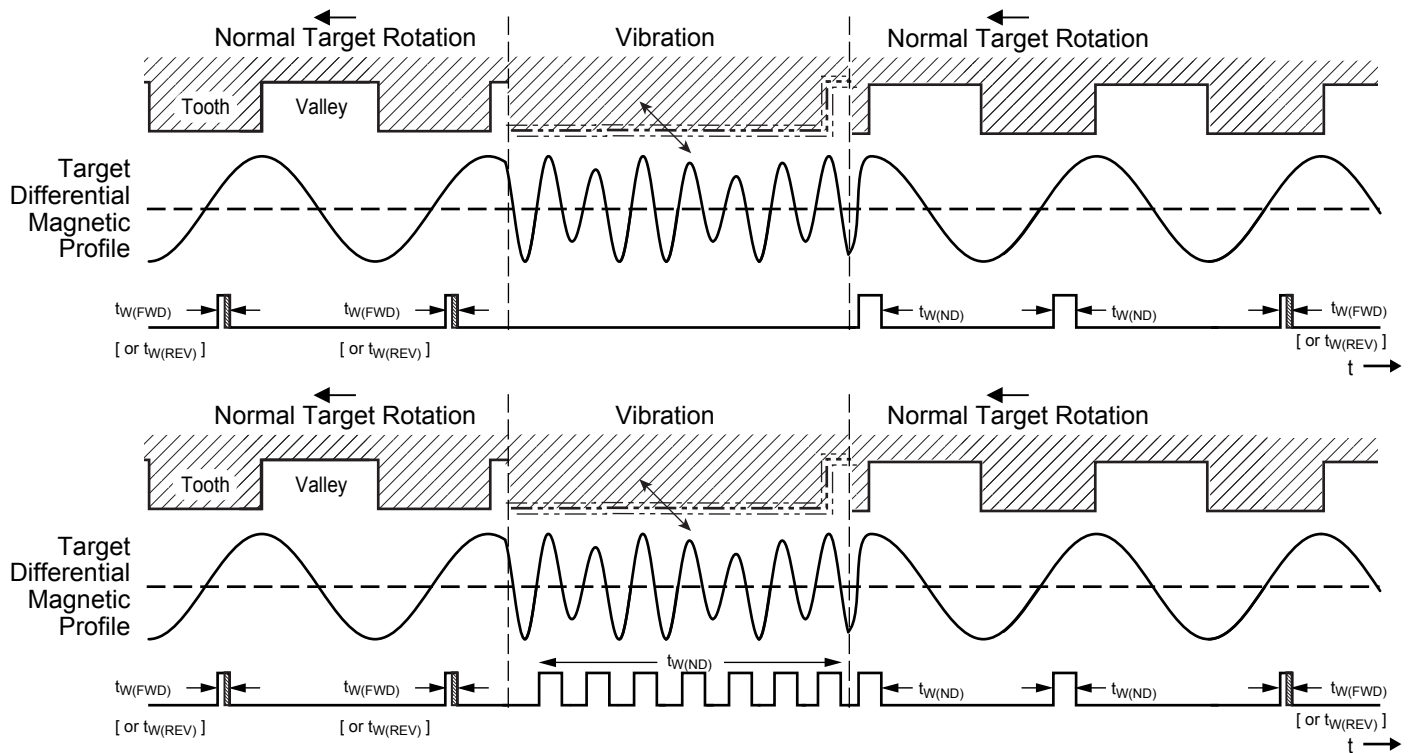 Normal Target Rotation Vibration Normal Target Rotation
Tooth Valley
Target
Differential
Magnetic
Profile
tW(FWD) tW(FWD) tW(ND) tW(ND) tW(FWD)
[ or tW(REV) ] [ or tW(REV) ] [ or tW(REV) ]
t
Normal Target Rotation Vibration Normal Target Rotation
Tooth Valley
Target
Differential
Magnetic
Profile
tW(ND)
tW(FWD) tW(FWD) tW(ND) tW(ND) tW(FWD)
[ or tW(REV) ] [ or tW(REV) ] [ or tW(REV) ]
t